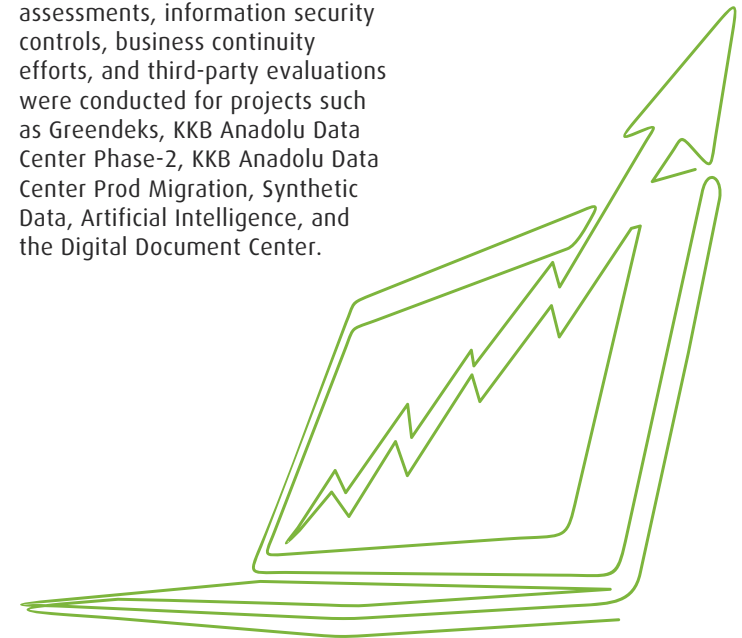 assessments, information security
controls, business continuity
efforts, and third-party evaluations
were conducted for projects such
as Greendeks, KKB Anadolu Data
Center Phase-2, KKB Anadolu Data
Center Prod Migration, Synthetic
Data, Artificial Intelligence, and
the Digital Document Center.